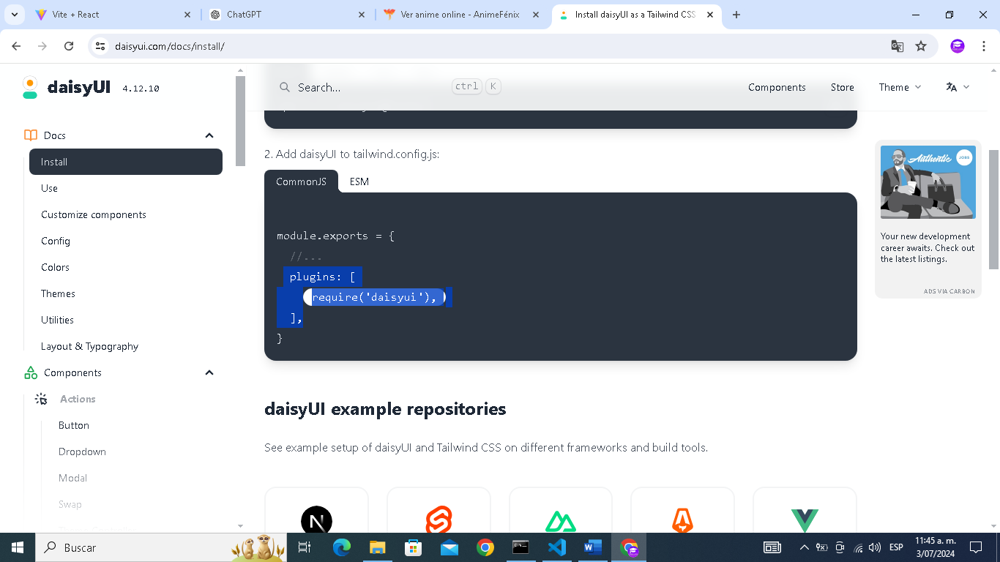 Vite + React
ChatGPT
Ver anime online - AnimeFénix
Install daisyUI as a Tailwind CSS
daisyui.com/docs/install/
daisyUI 4.12.10
Search... ctrl K
Components Store Theme
Docs
Install
Use
Customize components
Config
Colors
Themes
Utilities
Layout & Typography
Components
Actions
Button
Dropdown
Modal
Swap
2. Add daisyUI to tailwind.config.js:
CommonJS ESM
module.exports = {
//...
plugins: [
require('daisyui'),
],
}
daisyUI example repositories
See example setup of daisyUI and Tailwind CSS on different frameworks and build tools.
N
Authentic JOBS
Your new development
career awaits. Check out
the latest listings.
ADS VIA CARBON
Buscar
ESP
11:45 a. m.
3/07/2024